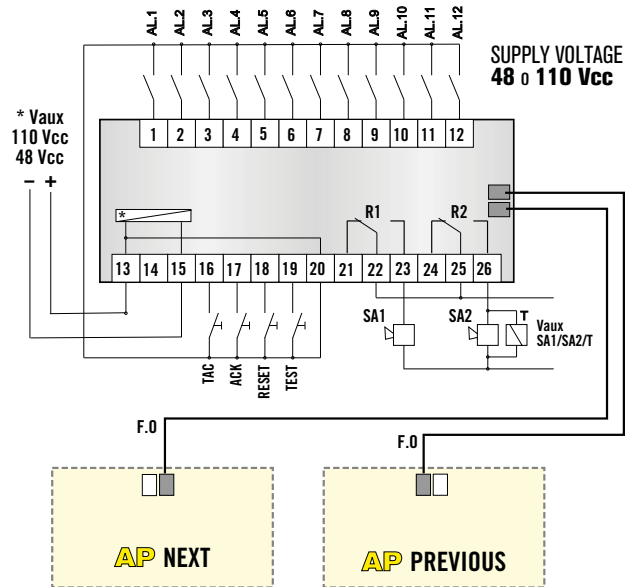 AL.1 AL.2 AL.3 AL.4 AL.5 AL.6 AL.7 AL.8 AL.9 AL.10 AL.11 AL.12
SUPPLY VOLTAGE
48 o 110 Vcc
* Vaux
110 Vcc
48 Vcc
– +
1 2 3 4 5 6 7 8 9 10 11 12
*
R1 R2
13 14 15 16 17 18 19 20 21 22 23 24 25 26
SA1 SA2 T
Vaux
SA1/SA2/T
TAC ACK RESET TEST
F.O
F.O
AP NEXT
AP PREVIOUS